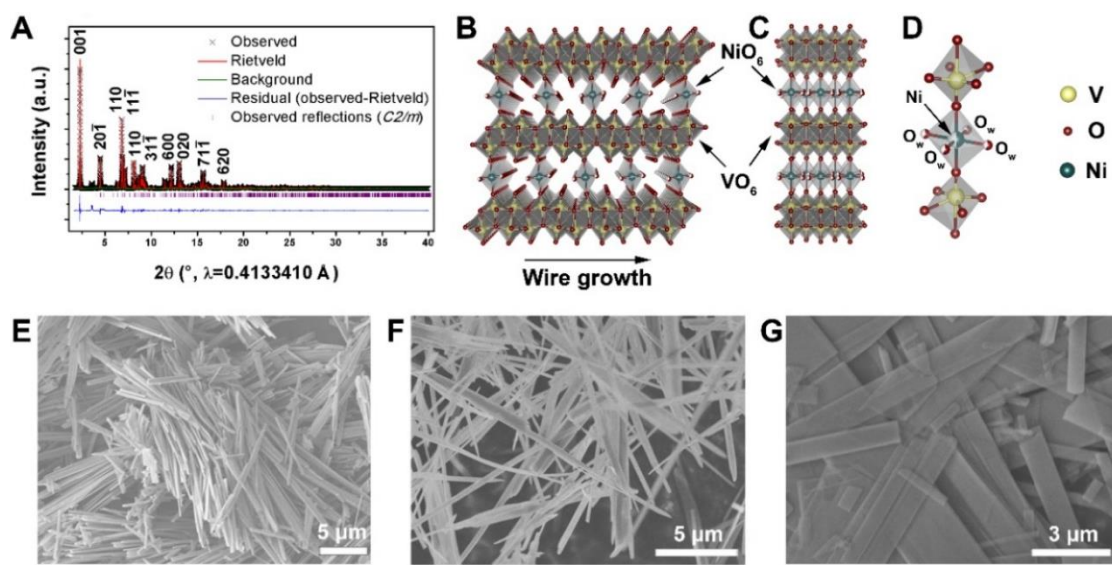 A
001
201̅
110
111̅
1̅10
311̅
600
020
711̅
620
Observed
Rietveld
Background
Residual (observed-Rietveld)
Observed reflections (C2/m)
Intensity (a.u.)
5 10 15 20 25 30 35 40
2θ (°, λ=0.4133410 Å)
B
NiO6
VO6
Wire growth
C
D
Ni
Ow
Ow
Ow
Ow
V
O
Ni
E
5 μm
F
5 μm
G
3 μm